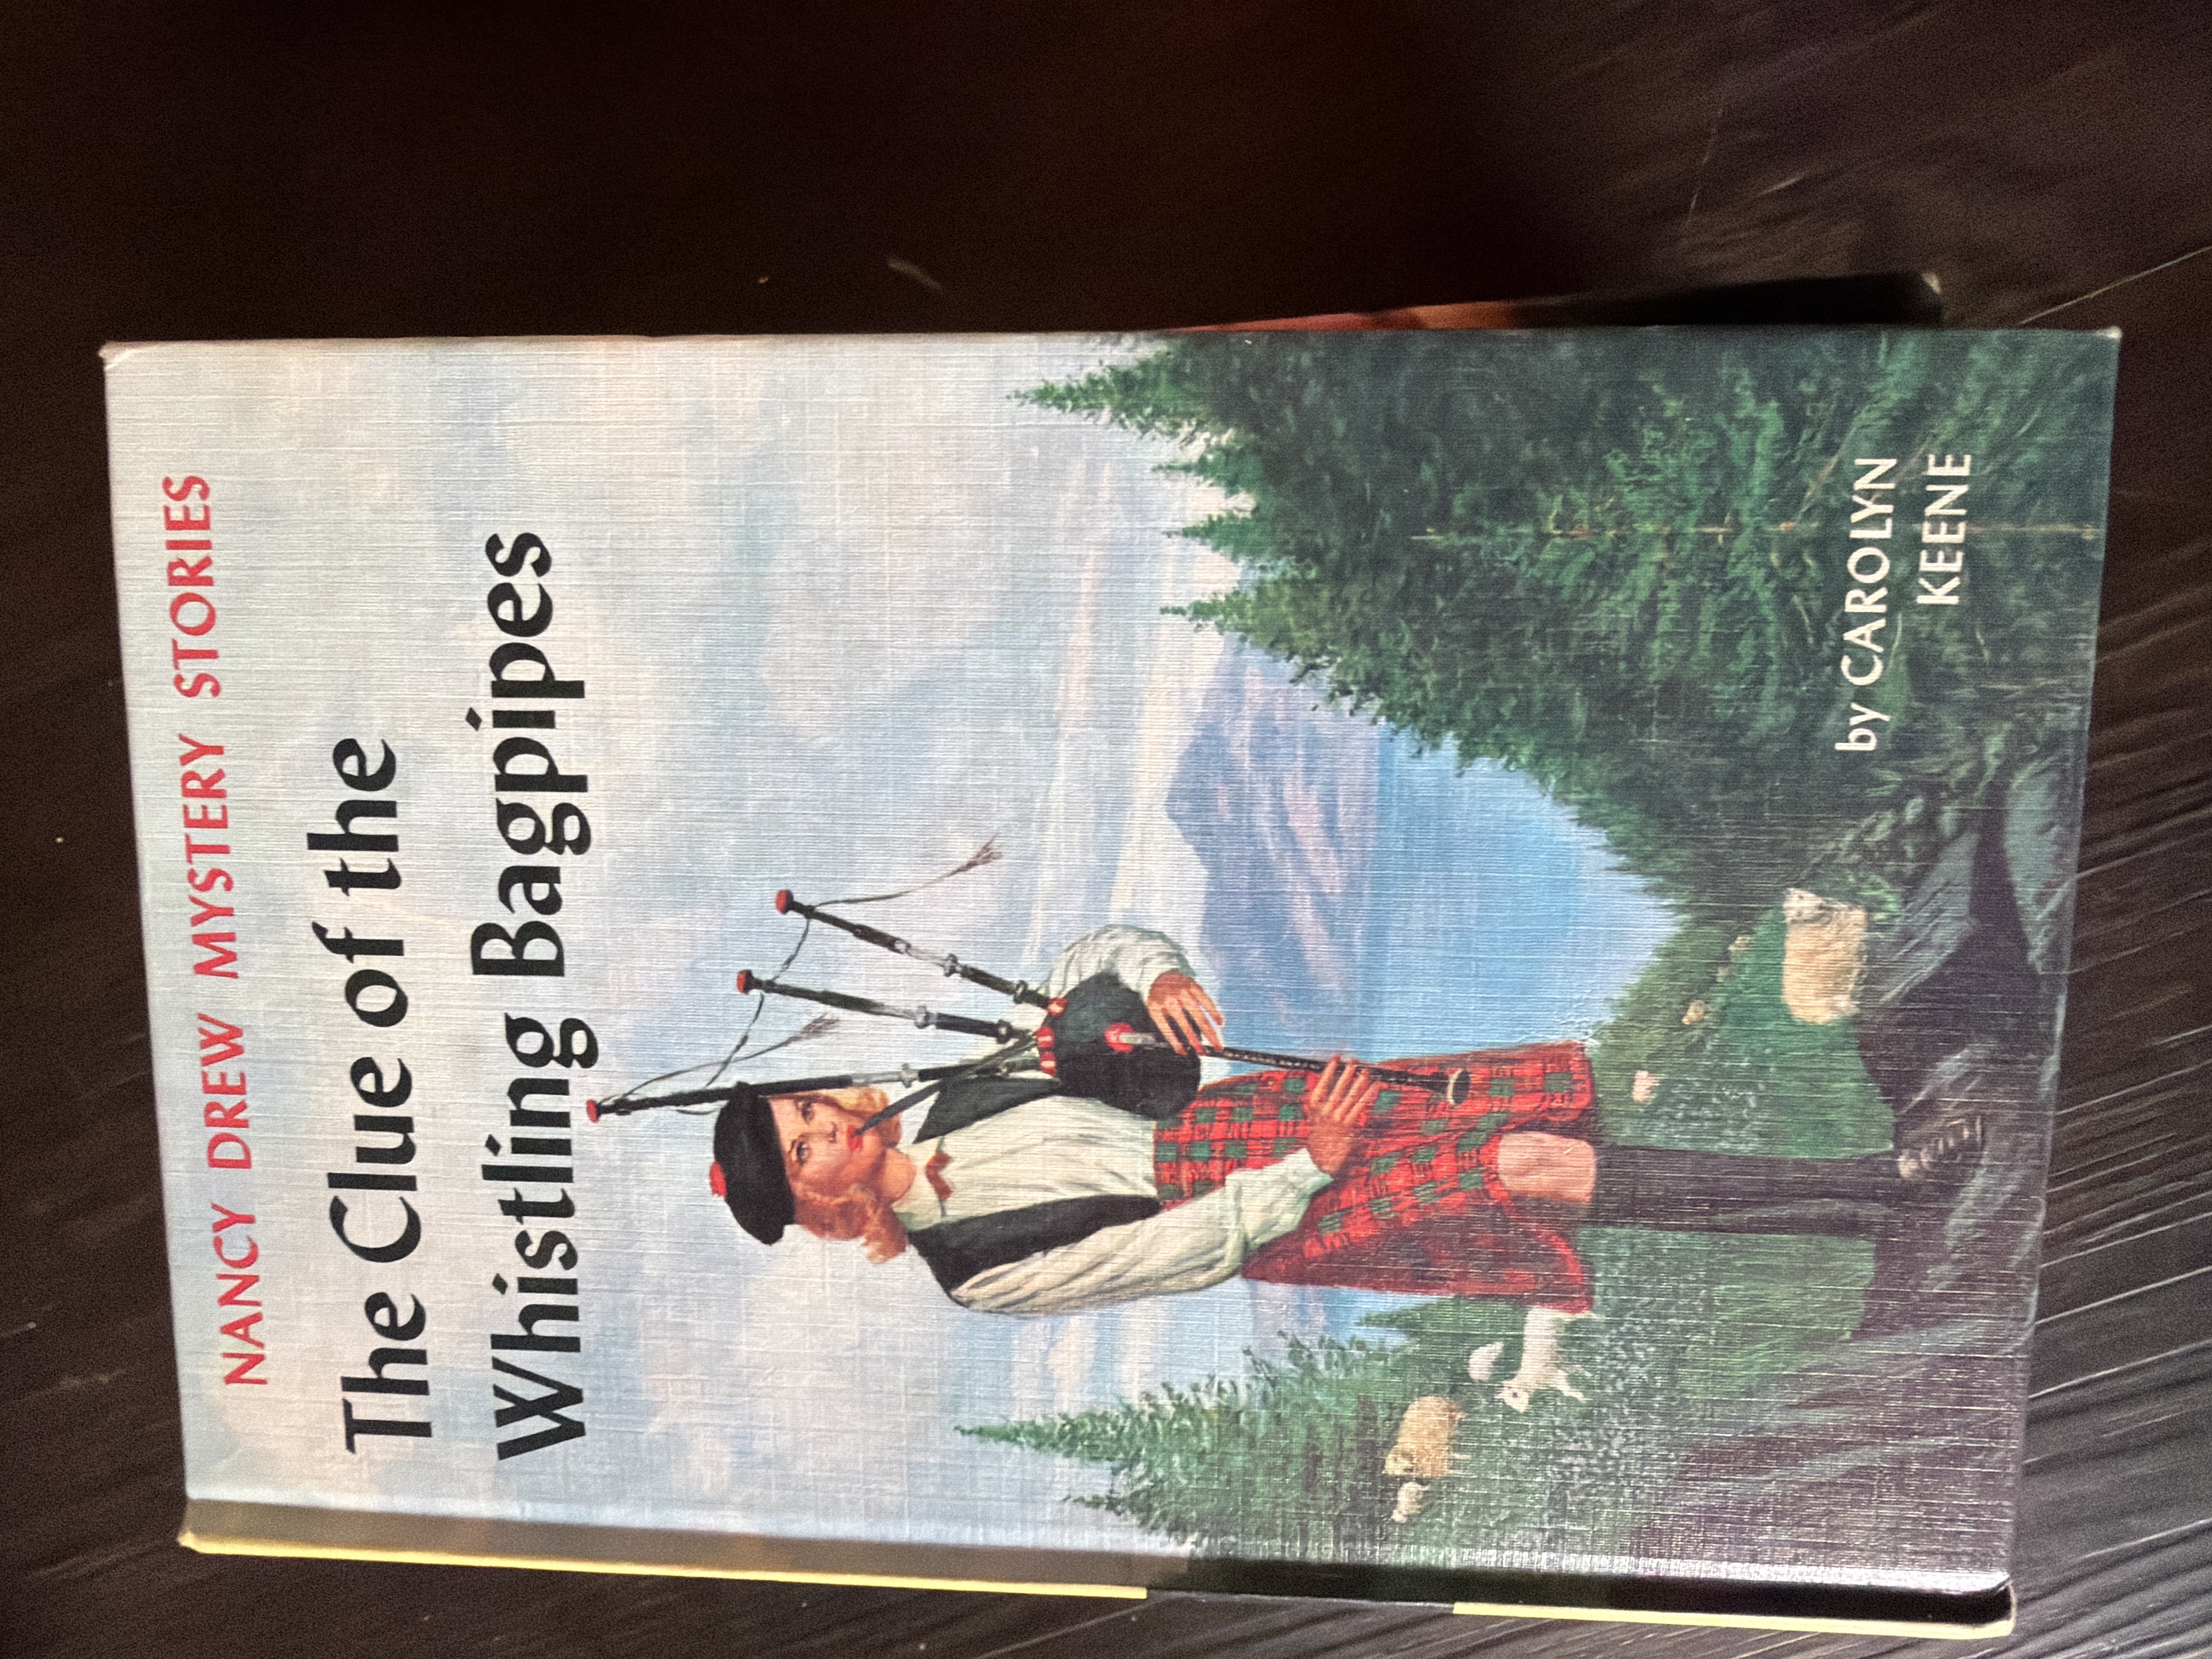 NANCY DREW MYSTERY STORIES
The Clue of the
Whistling Bagpipes
by CAROLYN
KEENE